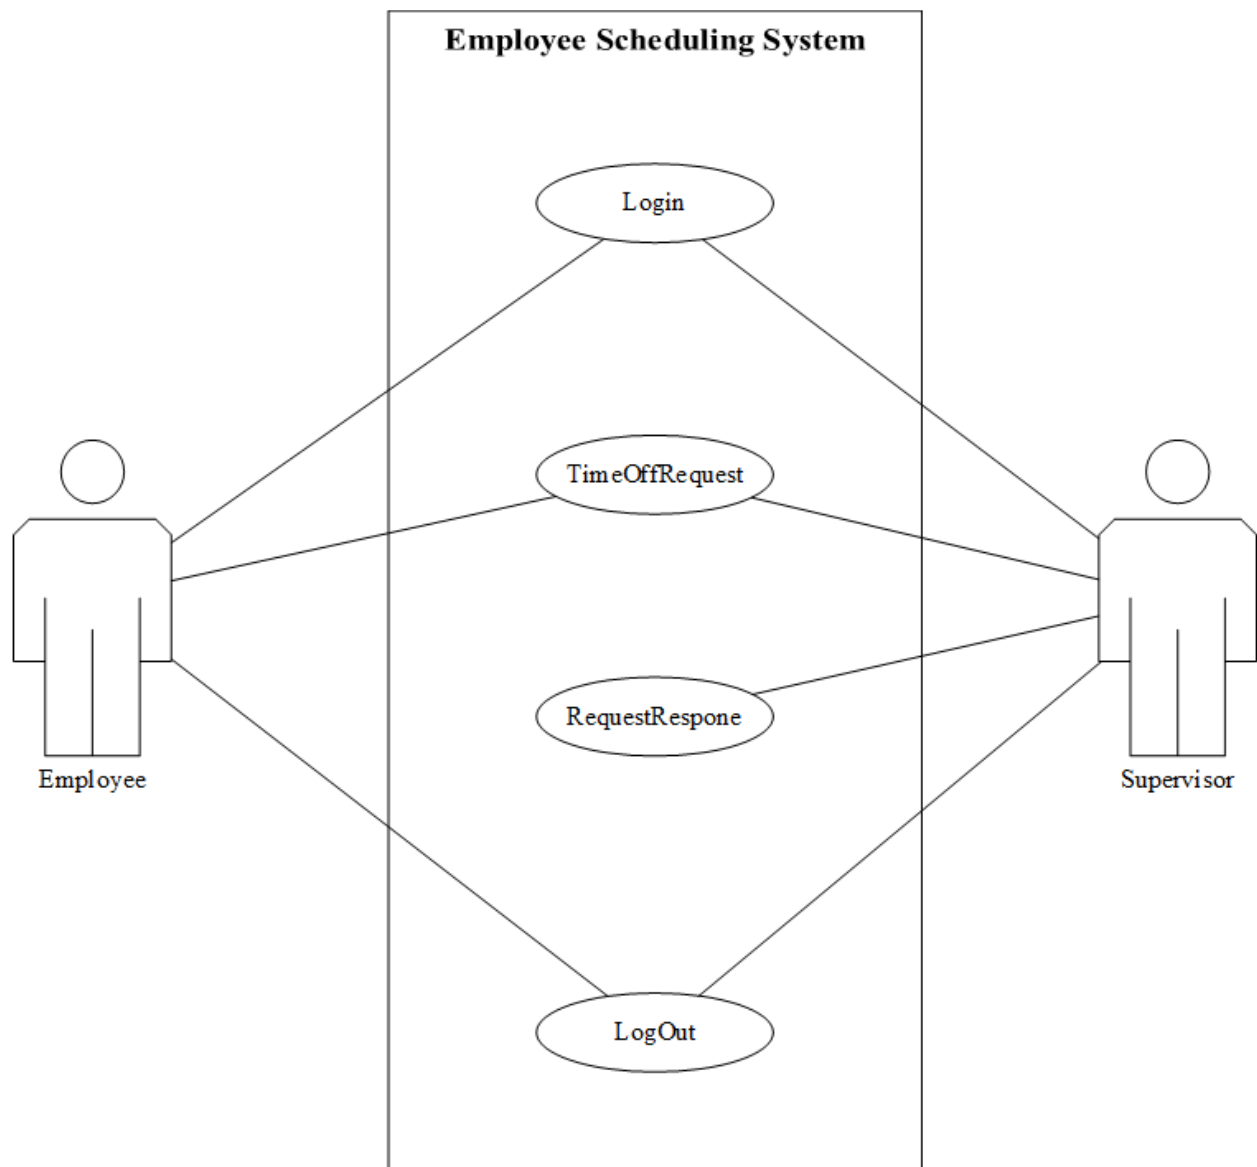 Employee Scheduling System
Login
TimeOffRequest
RequestRespone
Employee
Supervisor
LogOut